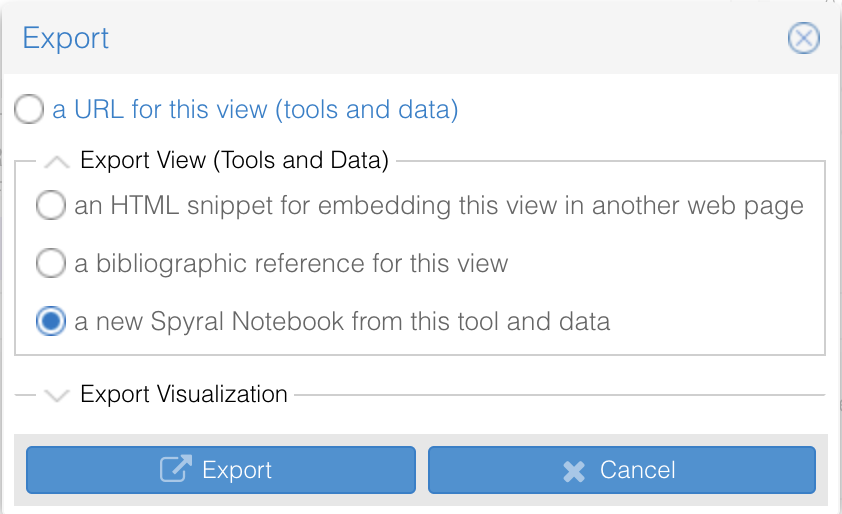 Export
a URL for this view (tools and data)
Export View (Tools and Data)
an HTML snippet for embedding this view in another web page
a bibliographic reference for this view
a new Spyral Notebook from this tool and data
Export Visualization
Export
Cancel